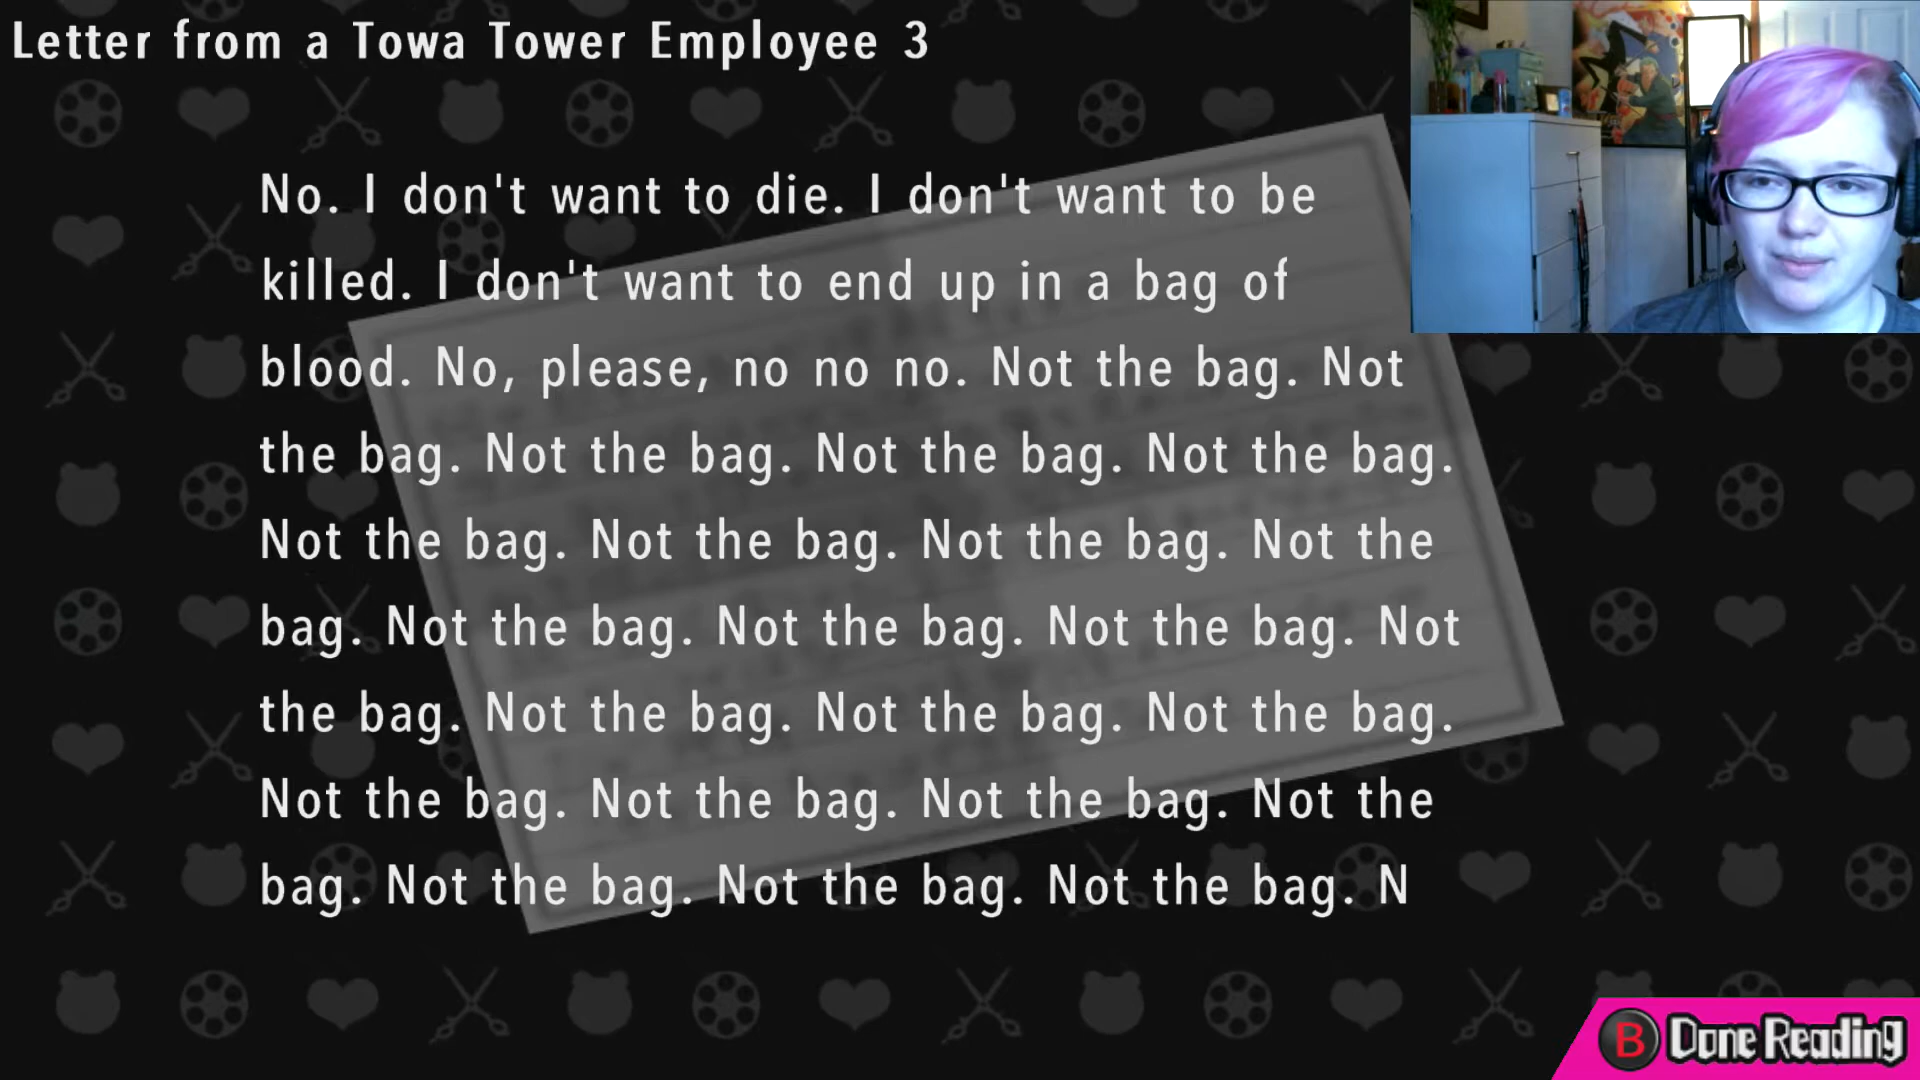 Letter from a Towa Tower Employee 3
No. I don't want to die. I don't want to be
killed. I don't want to end up in a bag of
blood. No, please, no no no. Not the bag. Not
the bag. Not the bag. Not the bag. Not the bag.
Not the bag. Not the bag. Not the bag. Not the
bag. Not the bag. Not the bag. Not the bag. Not
the bag. Not the bag. Not the bag. Not the bag.
Not the bag. Not the bag. Not the bag. Not the
bag. Not the bag. Not the bag. Not the bag. N
B Done Reading